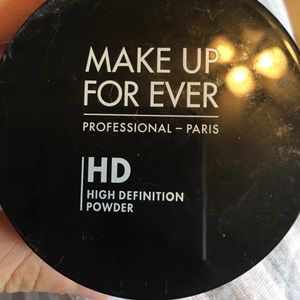 MAKE UP
FOR EVER
PROFESSIONAL – PARIS
HD
HIGH DEFINITION
POWDER